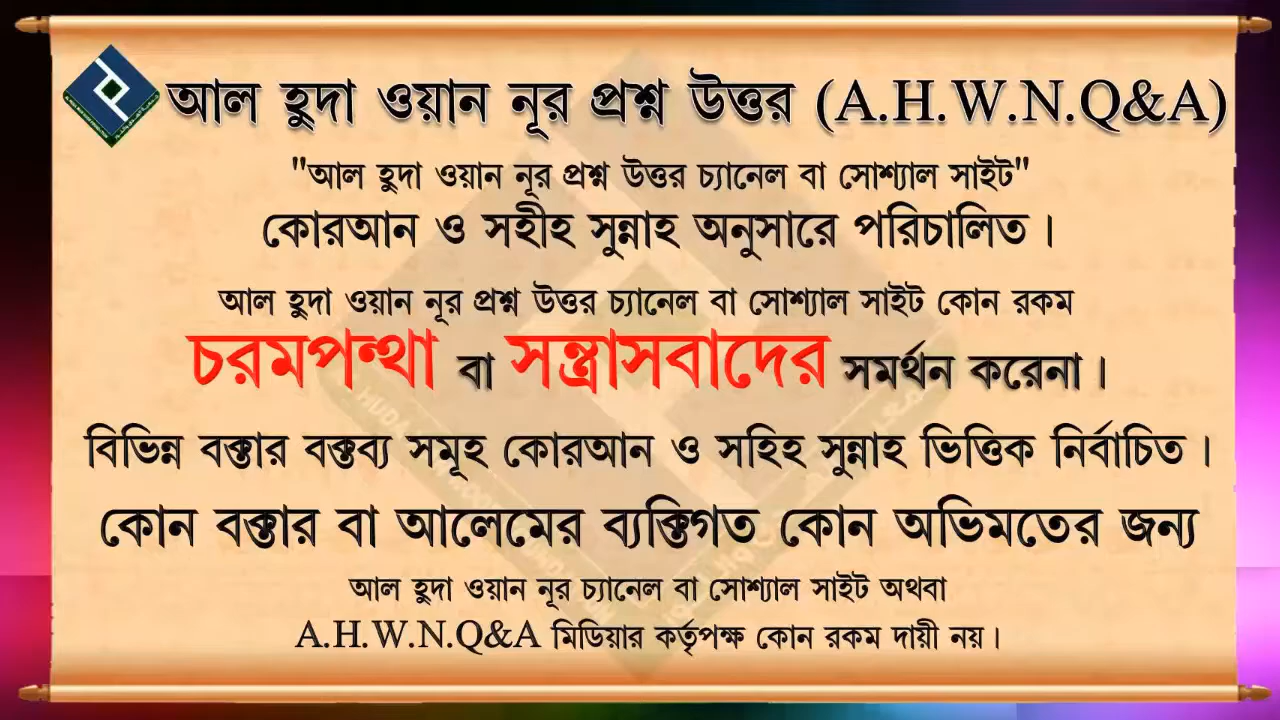 আল হুদা ওয়ান নূর প্রশ্ন উত্তর (A.H.W.N.Q&A)
"আল হুদা ওয়ান নূর প্রশ্ন উত্তর চ্যানেল বা সোশ্যাল সাইট"
কোরআন ও সহীহ সুন্নাহ অনুসারে পরিচালিত।
আল হুদা ওয়ান নূর প্রশ্ন উত্তর চ্যানেল বা সোশ্যাল সাইট কোন রকম
চরমপন্থা বা সন্ত্রাসবাদের সমর্থন করেনা।
বিভিন্ন বক্তার বক্তব্য সমূহ কোরআন ও সহিহ সুন্নাহ ভিত্তিক নির্বাচিত।
কোন বক্তার বা আলেমের ব্যক্তিগত কোন অভিমতের জন্য
আল হুদা ওয়ান নূর চ্যানেল বা সোশ্যাল সাইট অথবা
A.H.W.N.Q&A মিডিয়ার কর্তৃপক্ষ কোন রকম দায়ী নয়।